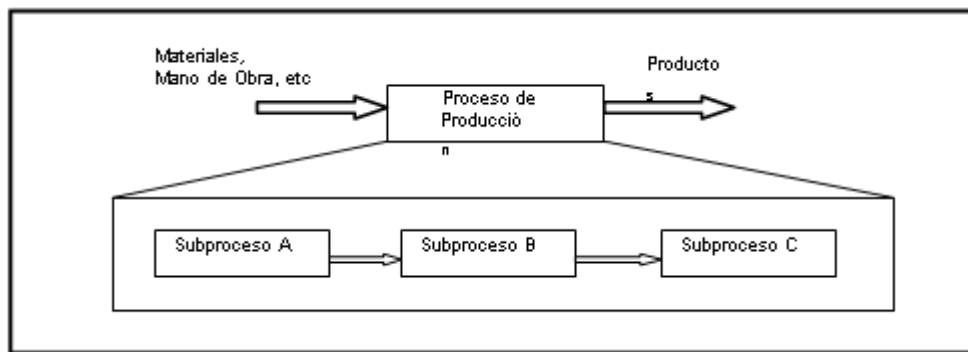 Materiales,
Mano de Obra, etc
Producto
s
Proceso de
Producciò
n
Subproceso A
Subproceso B
Subproceso C